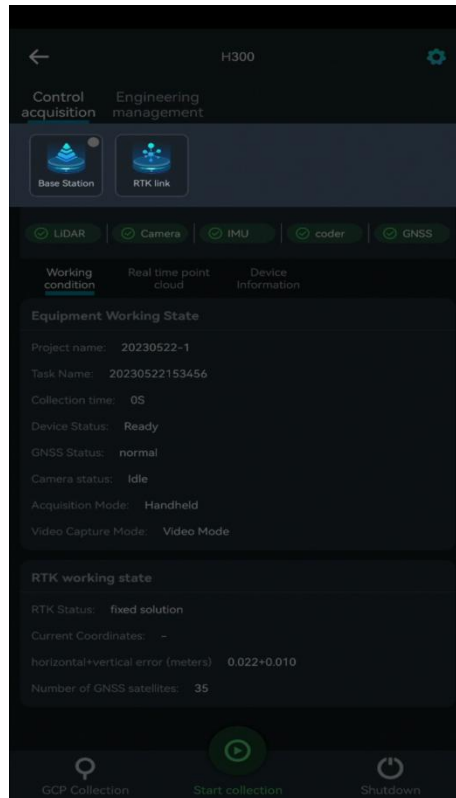 H300
Control acquisition
Engineering management
Base Station
RTK link
LiDAR
Camera
IMU
coder
GNSS
Working condition
Real time point cloud
Device Information
Equipment Working State
Project name: 20230522-1
Task Name: 20230522153456
Collection time: 0S
Device Status: Ready
GNSS Status: normal
Camera status: Idle
Acquisition Mode: Handheld
Video Capture Mode: Video Mode
RTK working state
RTK Status: fixed solution
Current Coordinates: -
horizontal+vertical error (meters) 0.022+0.010
Number of GNSS satellites: 35
GCP Collection
Start collection
Shutdown